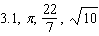 3.1, π, 22/7, √10